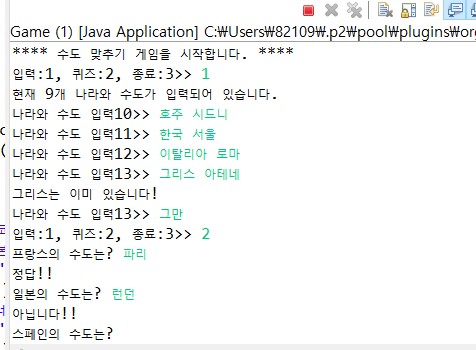 Game (1) [Java Application] C:₩Users₩82109₩.p2₩pool₩plugins₩org
**** 수도 맞추기 게임을 시작합니다. ****
입력:1, 퀴즈:2, 종료:3>> 1
현재 9개 나라와 수도가 입력되어 있습니다.
나라와 수도 입력10>> 호주 시드니
나라와 수도 입력11>> 한국 서울
나라와 수도 입력12>> 이탈리아 로마
나라와 수도 입력13>> 그리스 아테네
그리스는 이미 있습니다!
나라와 수도 입력13>> 그만
입력:1, 퀴즈:2, 종료:3>> 2
프랑스의 수도는? 파리
정답!!
일본의 수도는? 런던
아닙니다!!
스페인의 수도는?